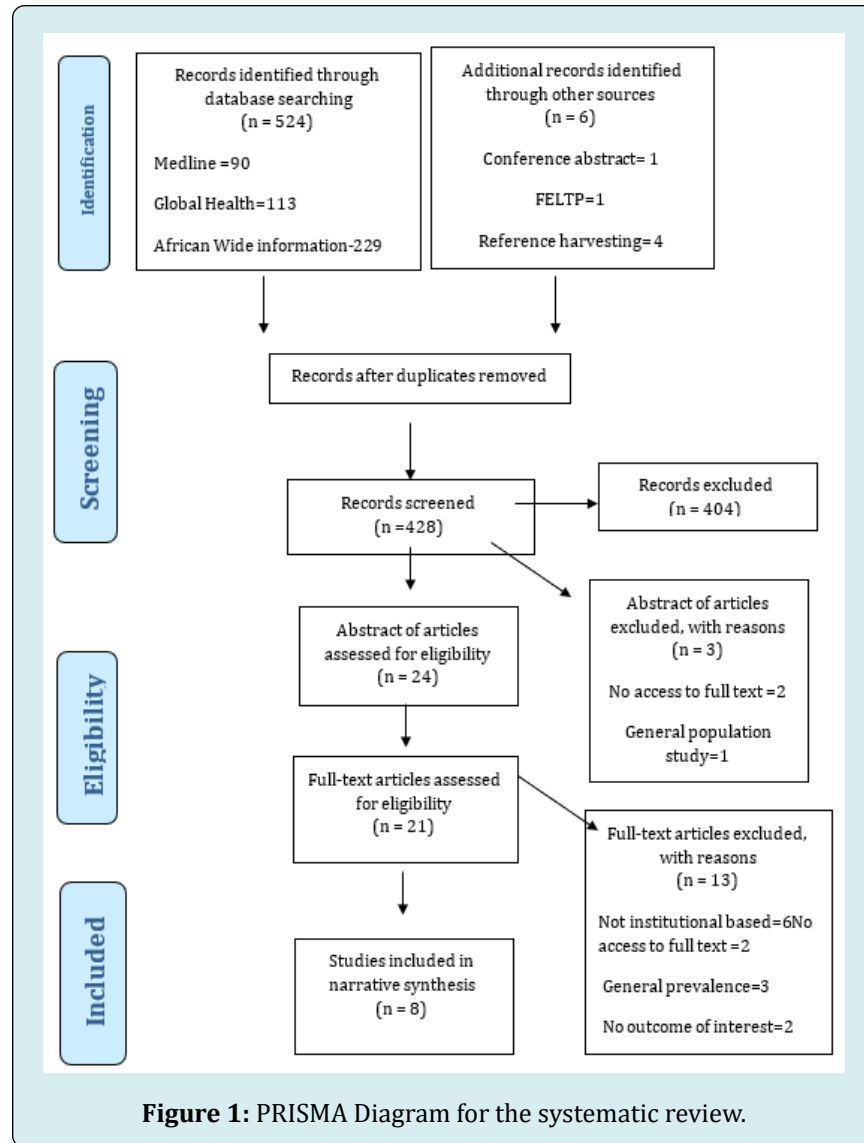 Identification
Records identified through
database searching
(n = 524)
Medline =90
Global Health=113
African Wide information-229
Additional records identified
through other sources
(n = 6)
Conference abstract= 1
FELTP=1
Reference harvesting= 4
Records after duplicates removed
Screening
Records screened
(n =428)
Records excluded
(n = 404)
Abstract of articles
assessed for eligibility
(n = 24)
Abstract of articles
excluded, with reasons
(n = 3)
No access to full text =2
General population
study=1
Eligibility
Full-text articles assessed
for eligibility
(n = 21)
Full-text articles excluded,
with reasons
(n = 13)
Not institutional based=6No
access to full text =2
General prevalence=3
No outcome of interest=2
Included
Studies included in
narrative synthesis
(n = 8)
Figure 1: PRISMA Diagram for the systematic review.